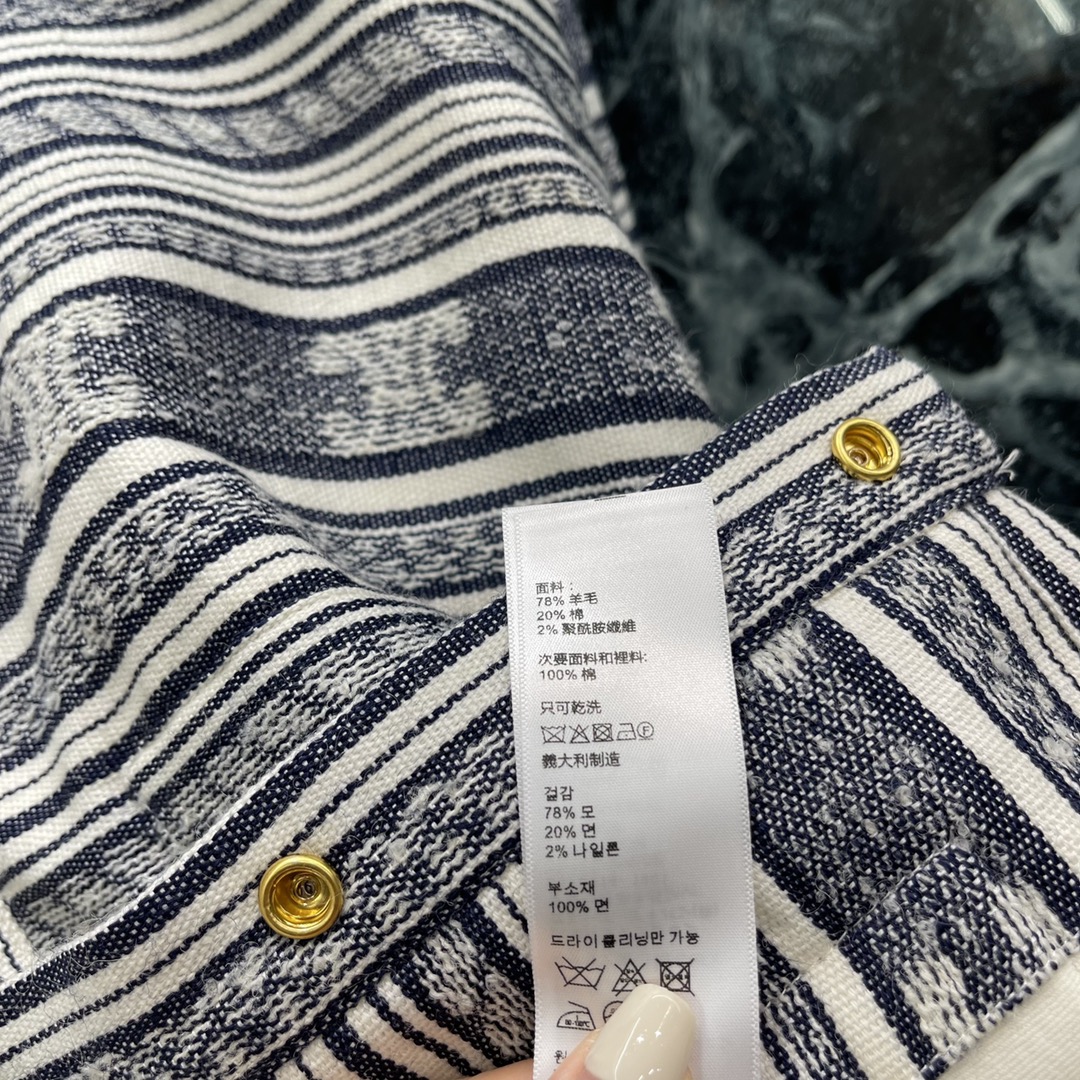 面料：
78% 羊毛
20% 棉
2% 聚酰胺纖維
次要面料和裡料:
100% 棉
只可乾洗
義大利制造
겉감
78% 모
20% 면
2% 나일론
부소재
100% 면
드라이클리닝만 가능